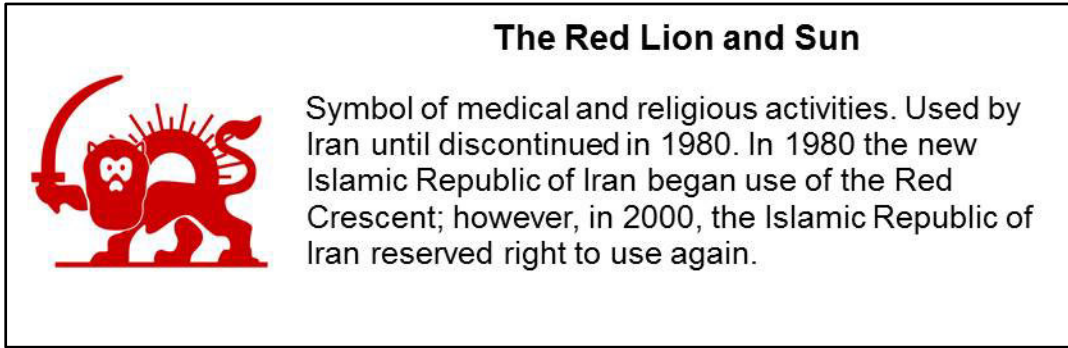 The Red Lion and Sun
Symbol of medical and religious activities. Used by
Iran until discontinued in 1980. In 1980 the new
Islamic Republic of Iran began use of the Red
Crescent; however, in 2000, the Islamic Republic of
Iran reserved right to use again.